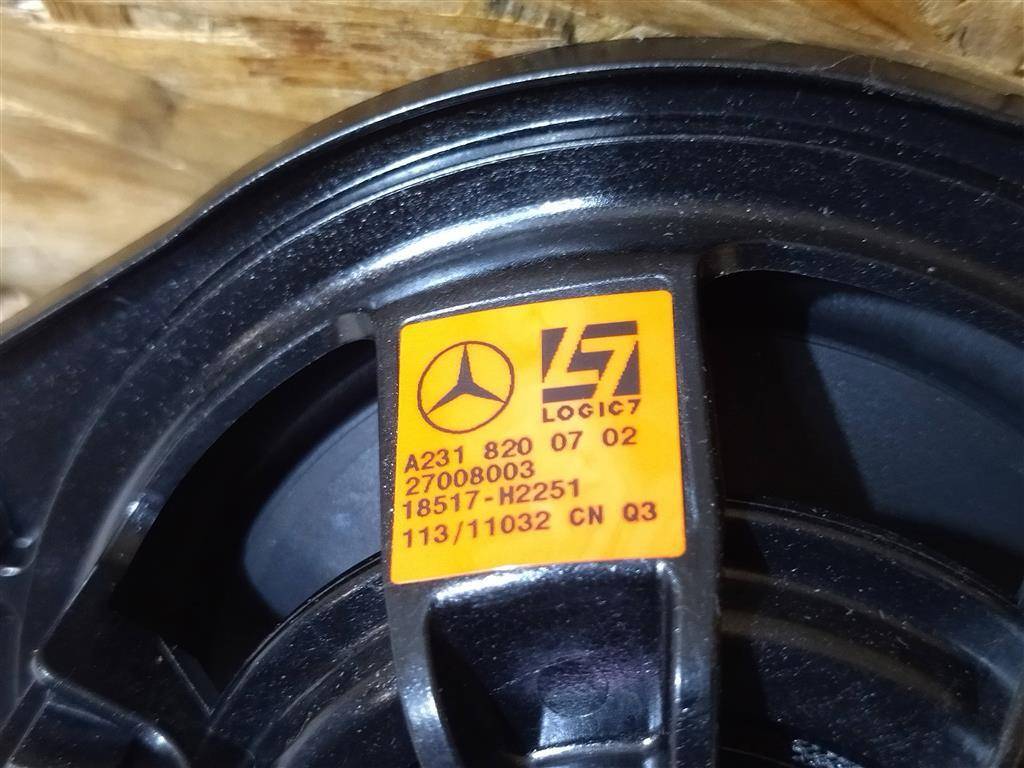 LOGIC7
A231 820 07 02
27008003
18517-H2251
113/11032 CN Q3